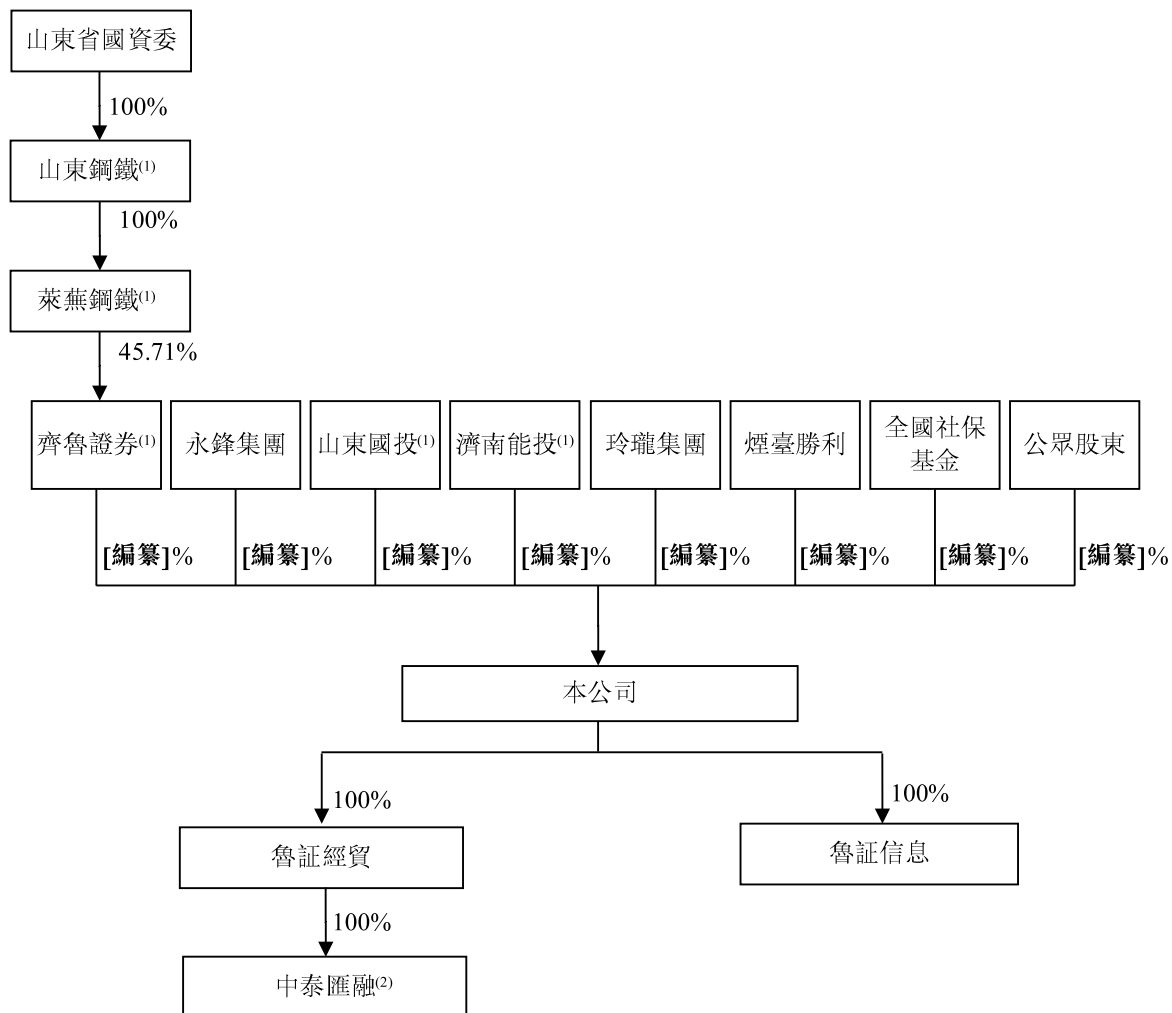 山東省國資委
100%
山東鋼鐵(1)
100%
萊蕪鋼鐵(1)
45.71%
齊魯證券(1)
永鋒集團
山東國投(1)
濟南能投(1)
玲瓏集團
煙臺勝利
全國社保
基金
公眾股東
[編纂]%
[編纂]%
[編纂]%
[編纂]%
[編纂]%
[編纂]%
[編纂]%
[編纂]%
本公司
100%
100%
魯証經貿
魯証信息
100%
中泰匯融(2)